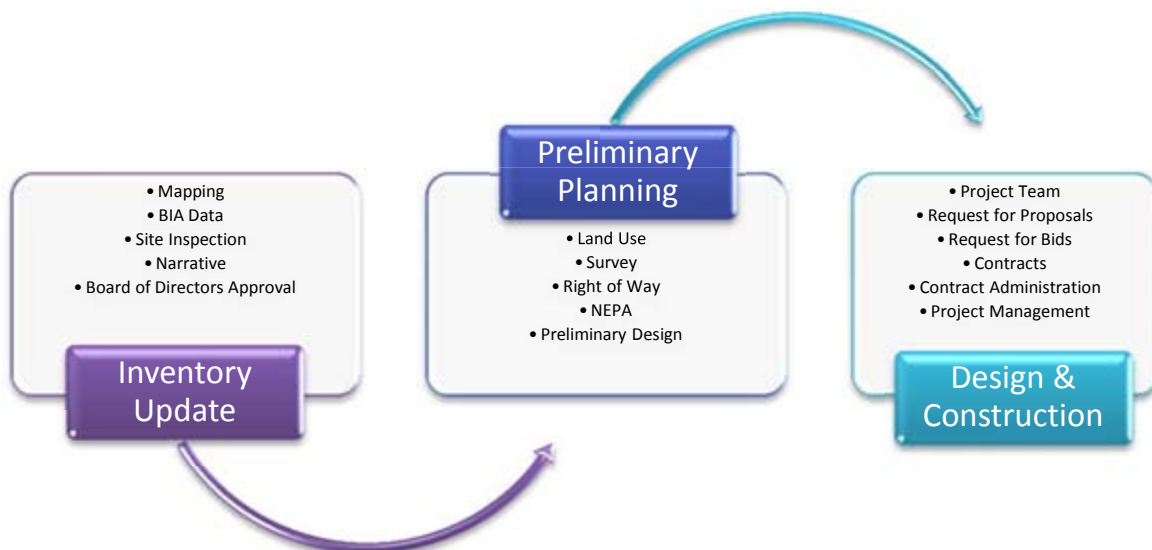 • Mapping
• BIA Data
• Site Inspection
• Narrative
• Board of Directors Approval
Inventory
Update
Preliminary
Planning
• Land Use
• Survey
• Right of Way
• NEPA
• Preliminary Design
• Project Team
• Request for Proposals
• Request for Bids
• Contracts
• Contract Administration
• Project Management
Design &
Construction